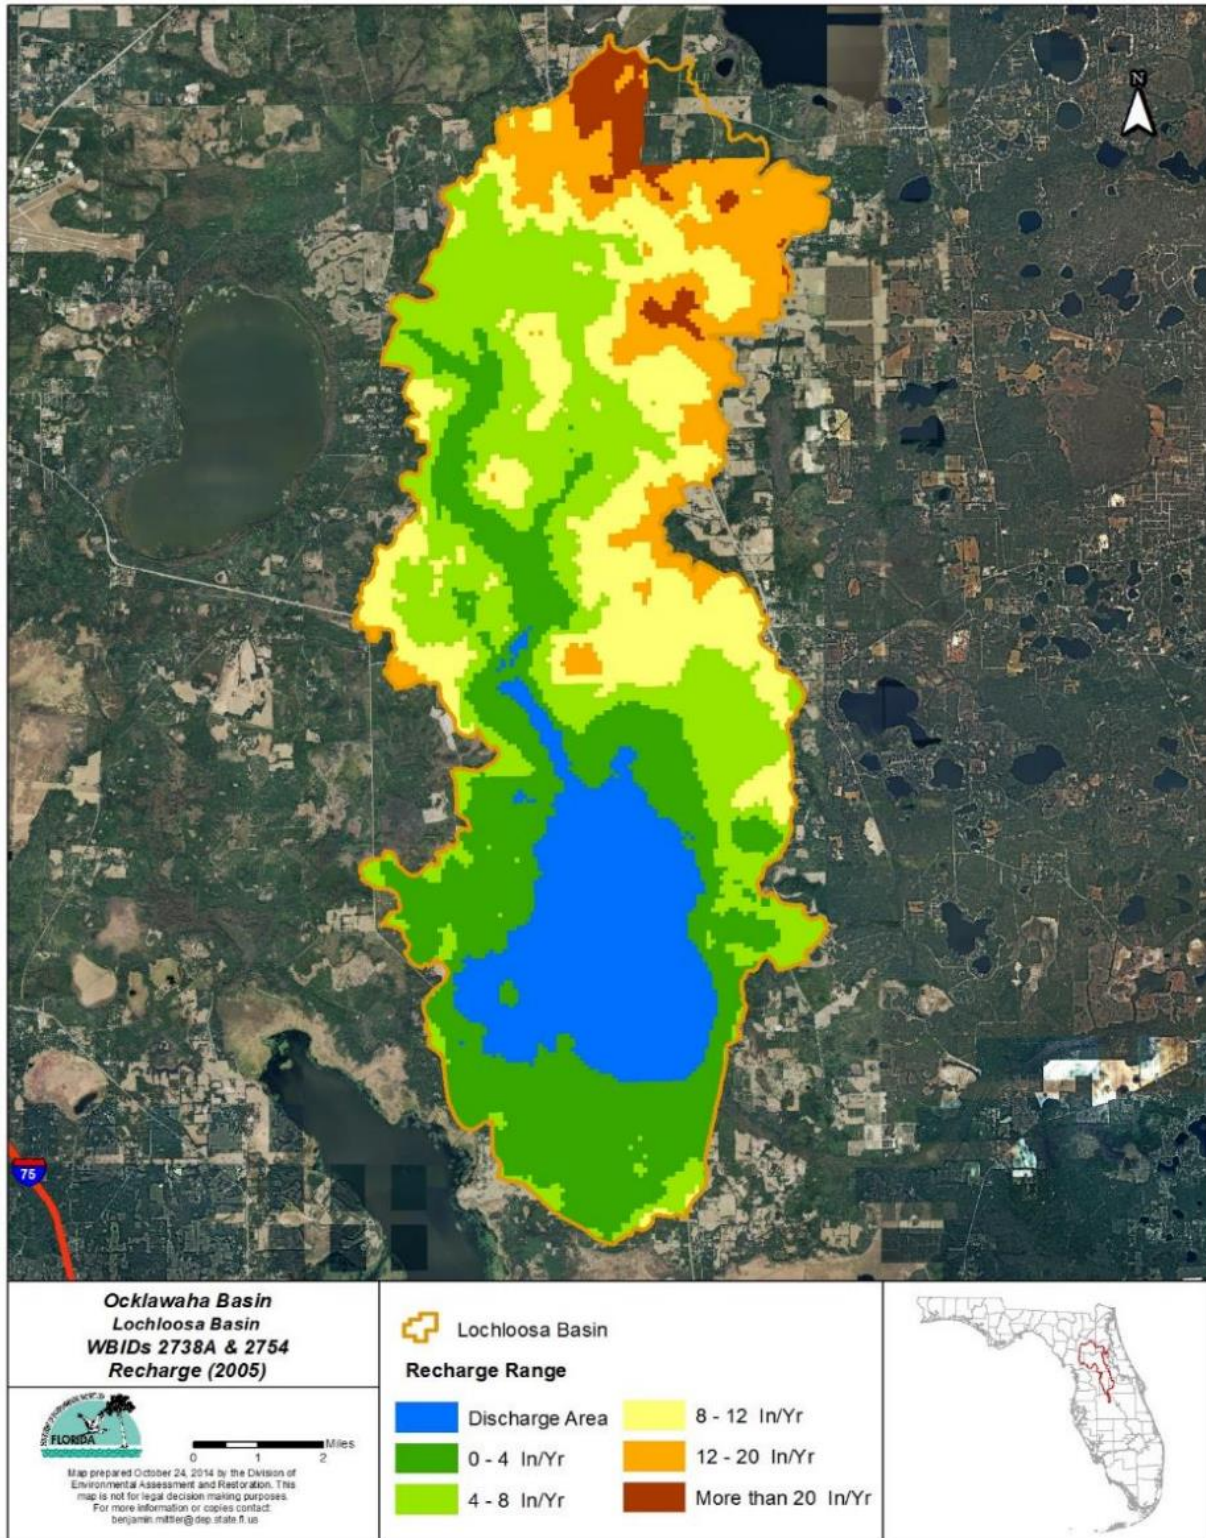 N
75
Ocklawaha Basin
Lochloosa Basin
WBIDs 2738A & 2754
Recharge (2005)
FLORIDA
Miles
0 1 2
Map prepared October 24, 2014 by the Division of
Environmental Assessment and Restoration. This
map is not for legal decision making purposes.
For more information or copies contact:
benjamin.mittler@dep.state.fl.us
Lochloosa Basin
Recharge Range
Discharge Area
0 - 4 In/Yr
4 - 8 In/Yr
8 - 12 In/Yr
12 - 20 In/Yr
More than 20 In/Yr